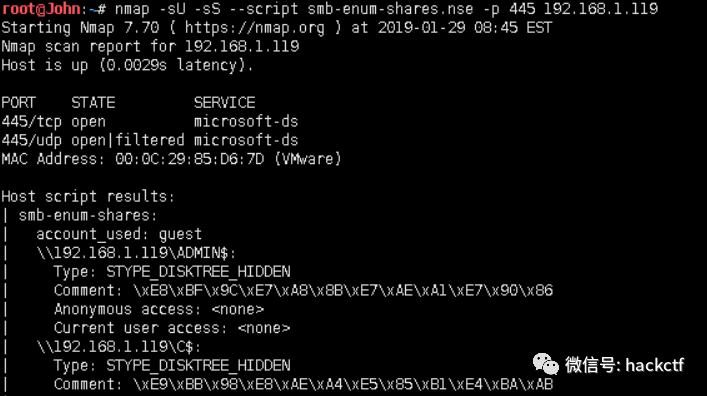 root@John:~# nmap -sU -sS --script smb-enum-shares.nse -p 445 192.168.1.119
Starting Nmap 7.70 ( https://nmap.org ) at 2019-01-29 08:45 EST
Nmap scan report for 192.168.1.119
Host is up (0.0029s latency).
PORT    STATE         SERVICE
445/tcp open          microsoft-ds
445/udp open|filtered microsoft-ds
MAC Address: 00:0C:29:85:D6:7D (VMware)
Host script results:
| smb-enum-shares:
|   account_used: guest
|   \\192.168.1.119\ADMIN$:
|     Type: STYPE_DISKTREE_HIDDEN
|     Comment: \xE8\xBF\x9C\xE7\xA8\x8B\xE7\xAE\xA1\xE7\x90\x86
|     Anonymous access: <none>
|     Current user access: <none>
|   \\192.168.1.119\C$:
|     Type: STYPE_DISKTREE_HIDDEN
|     Comment: \xE9\xBB\x98\xE8\xAE\xA4\xE5\x85\xB1\xE4\xBA\xAB
微信号: hackctf